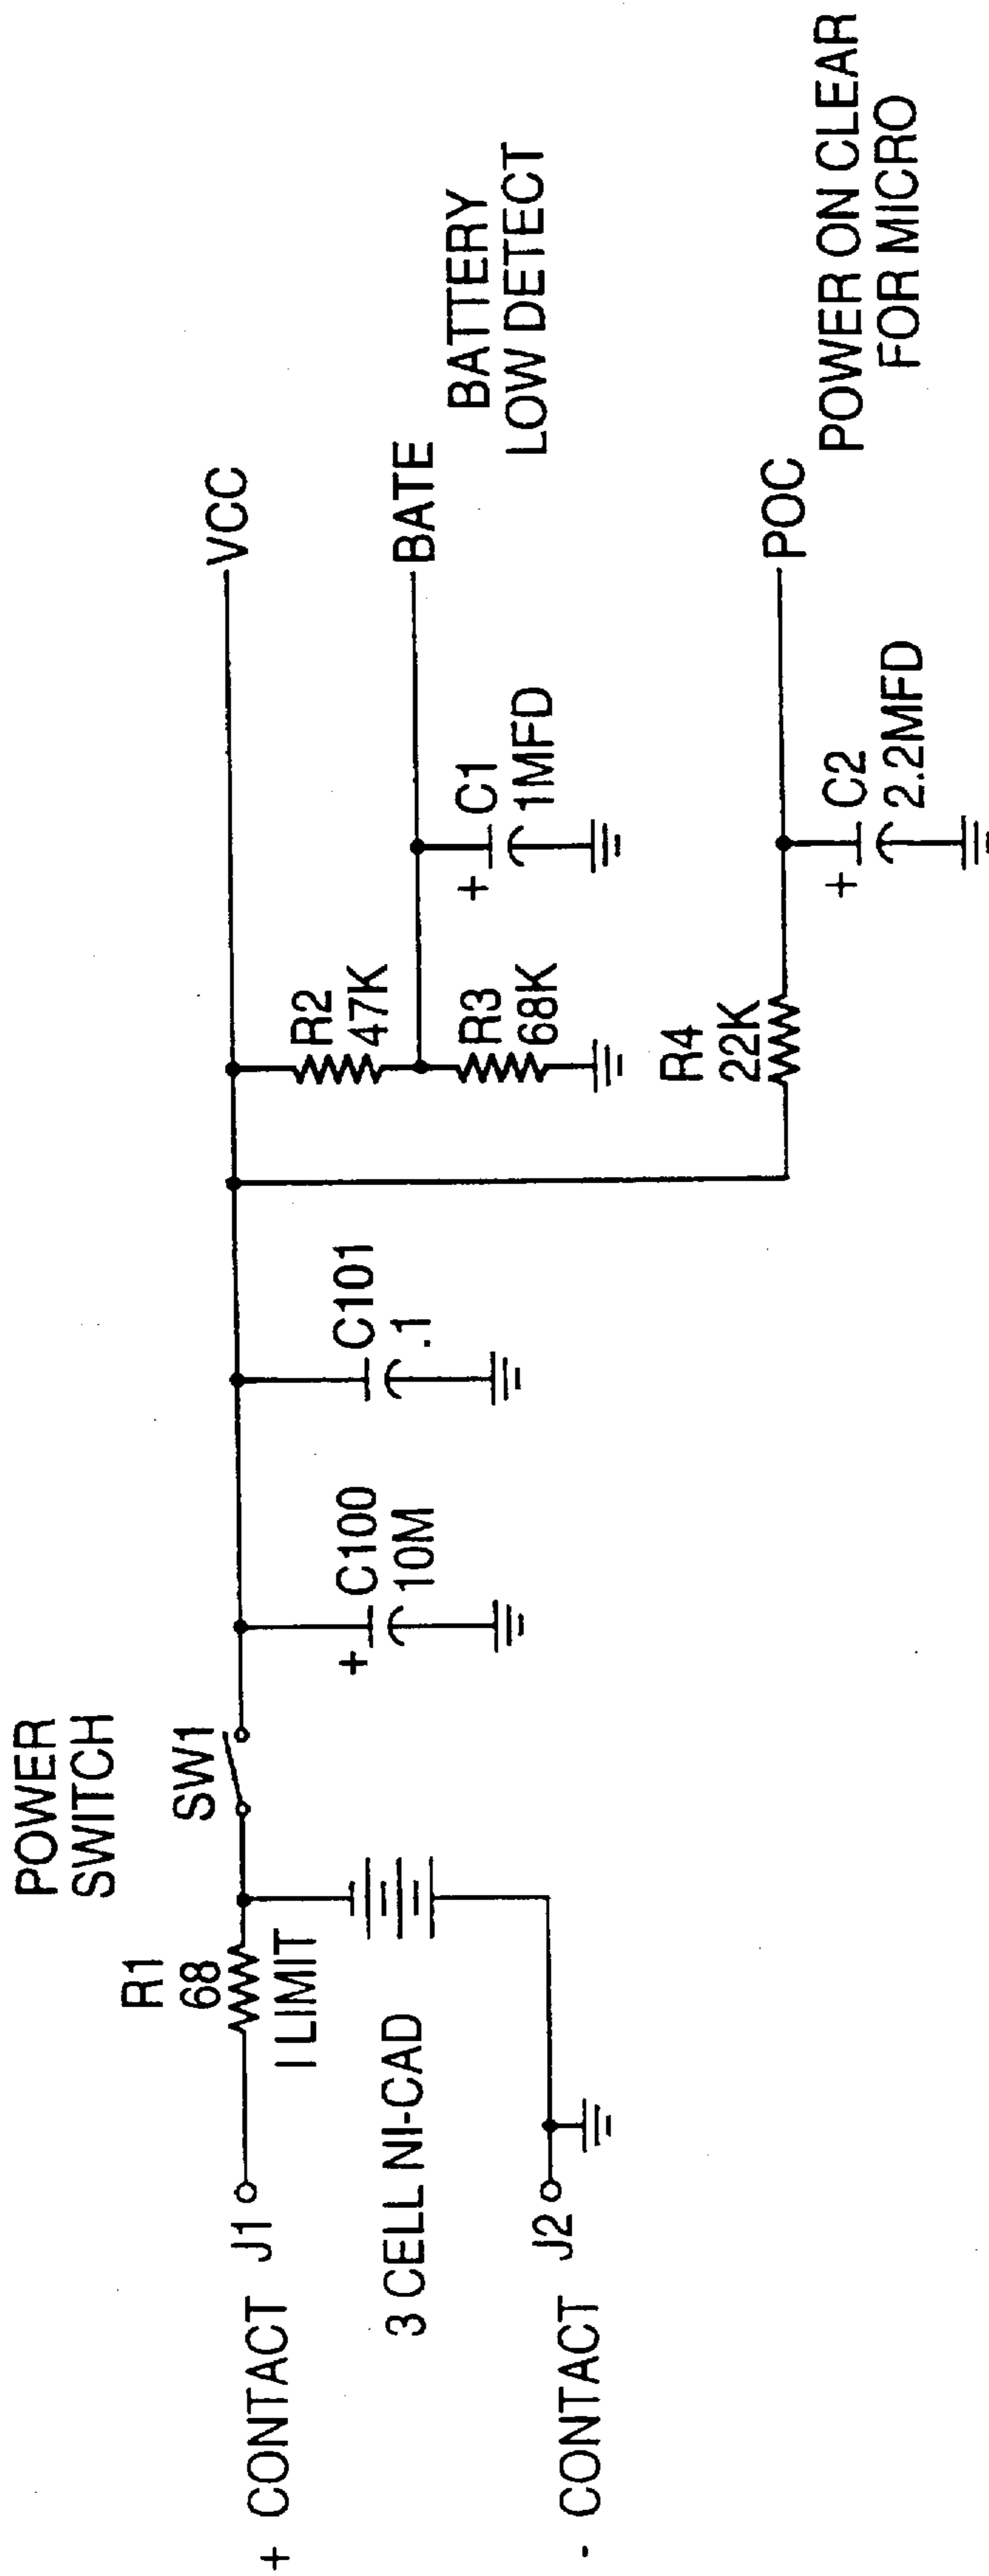 POWER
SWITCH
R1
68
I LIMIT
SW1
+ CONTACT J1
3 CELL NI-CAD
- CONTACT J2
+
C100
10M
C101
.1
R2
47K
R3
68K
R4
22K
+
C1
1MFD
+
C2
2.2MFD
VCC
BATE
BATTERY
LOW DETECT
POC
POWER ON CLEAR
FOR MICRO